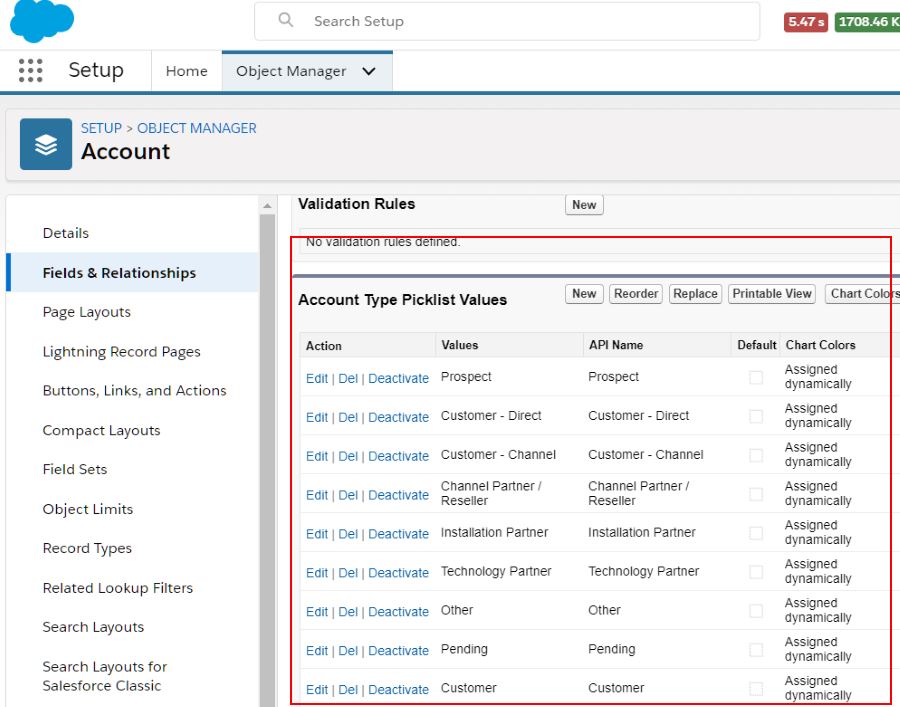 Search Setup
5.47 s
1708.46 K
Setup
Home
Object Manager
SETUP > OBJECT MANAGER
Account
Details
Fields & Relationships
Page Layouts
Lightning Record Pages
Buttons, Links, and Actions
Compact Layouts
Field Sets
Object Limits
Record Types
Related Lookup Filters
Search Layouts
Search Layouts for
Salesforce Classic
Validation Rules
New
No validation rules defined.
Account Type Picklist Values
New
Reorder
Replace
Printable View
Chart Colors
Action Values API Name Default Chart Colors
Edit | Del | Deactivate Prospect Prospect Assigned
dynamically
Edit | Del | Deactivate Customer - Direct Customer - Direct Assigned
dynamically
Edit | Del | Deactivate Customer - Channel Customer - Channel Assigned
dynamically
Edit | Del | Deactivate Channel Partner / Channel Partner / Assigned
Reseller Reseller dynamically
Edit | Del | Deactivate Installation Partner Installation Partner Assigned
dynamically
Edit | Del | Deactivate Technology Partner Technology Partner Assigned
dynamically
Edit | Del | Deactivate Other Other Assigned
dynamically
Edit | Del | Deactivate Pending Pending Assigned
dynamically
Edit | Del | Deactivate Customer Customer Assigned
dynamically